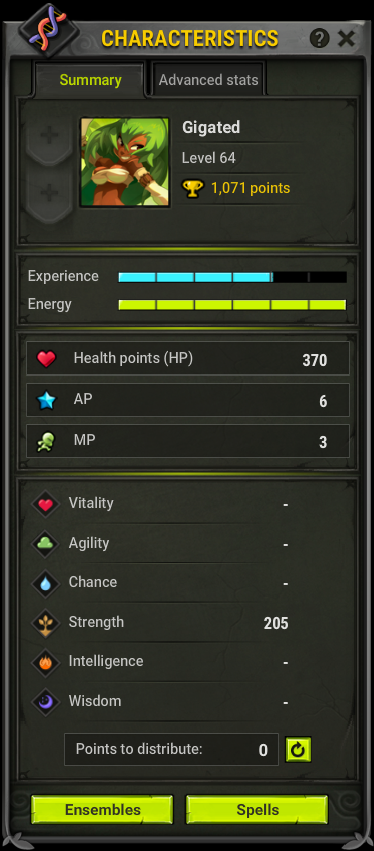 CHARACTERISTICS
Summary
Advanced stats
Gigated
Level 64
1,071 points
Experience
Energy
Health points (HP) 370
AP 6
MP 3
Vitality -
Agility -
Chance -
Strength 205
Intelligence -
Wisdom -
Points to distribute: 0
Ensembles
Spells